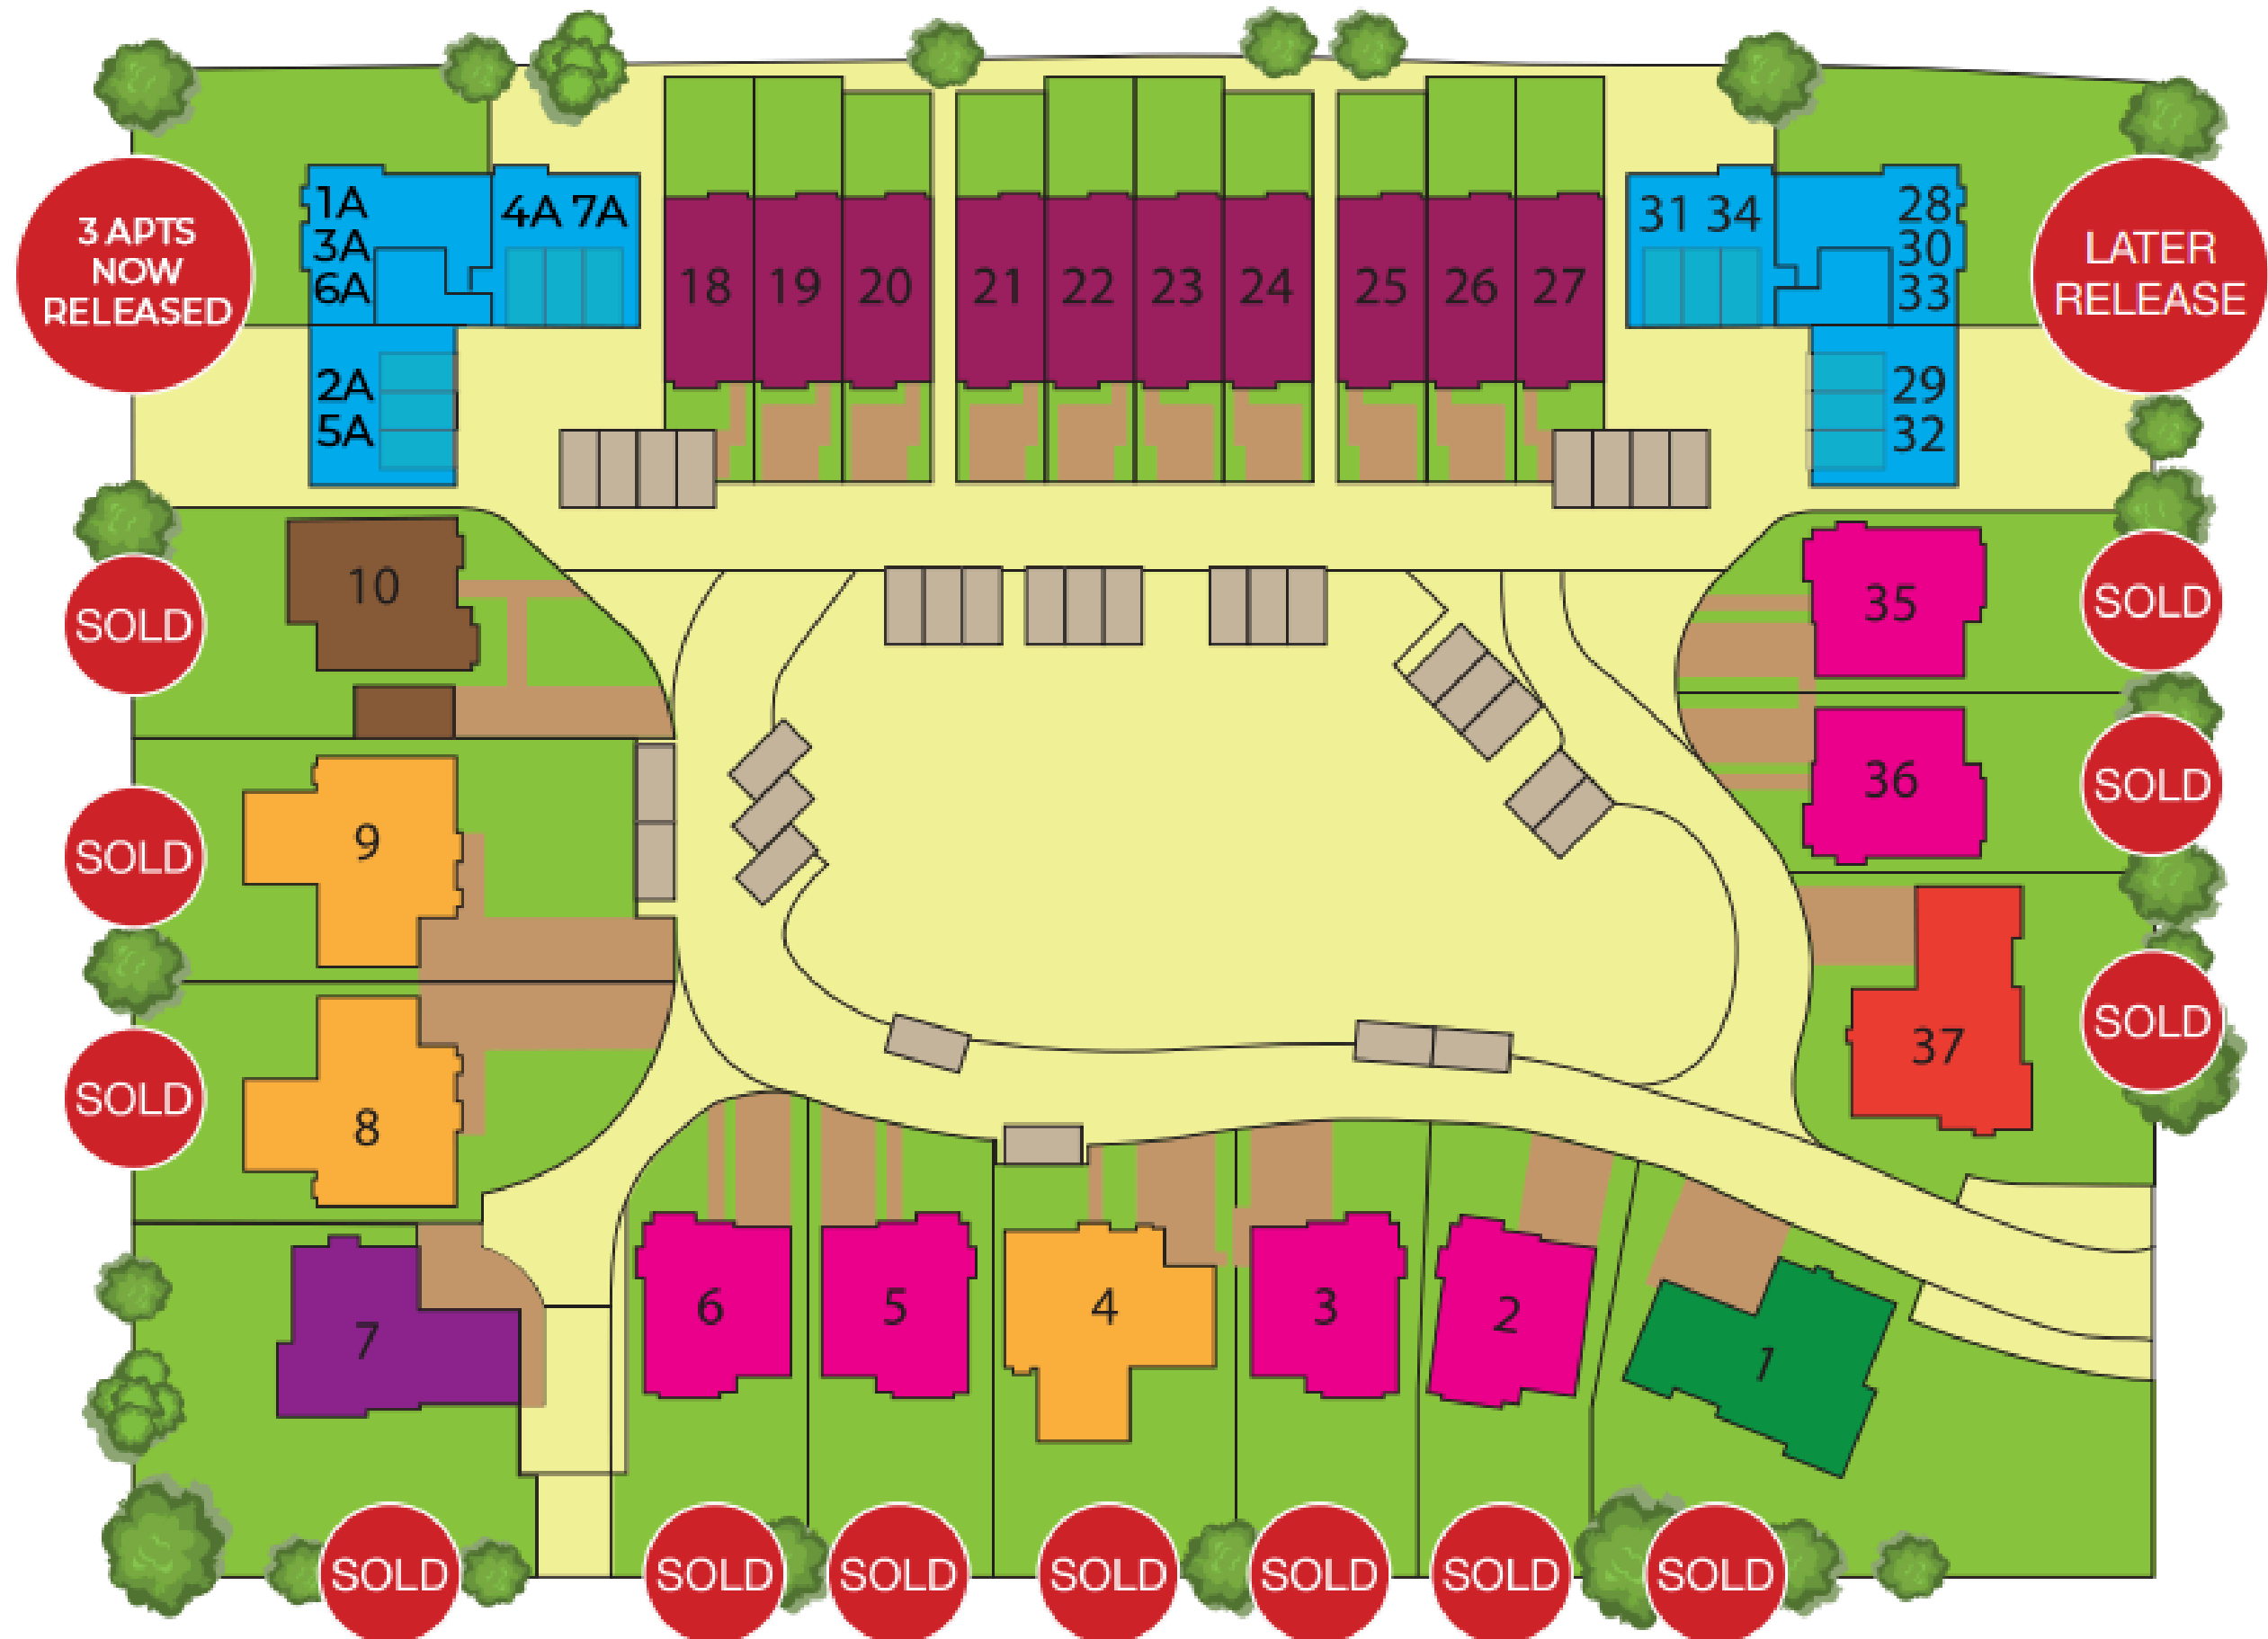 3 APTS
NOW
RELEASED
1A
3A
6A
4A 7A
2A
5A
18 19 20 21 22 23 24 25 26 27
31 34
28
30
33
29
32
LATER
RELEASE
10
SOLD
35
SOLD
9
SOLD
36
SOLD
8
SOLD
37
SOLD
7
6
5
4
3
2
1
SOLD
SOLD
SOLD
SOLD
SOLD
SOLD
SOLD